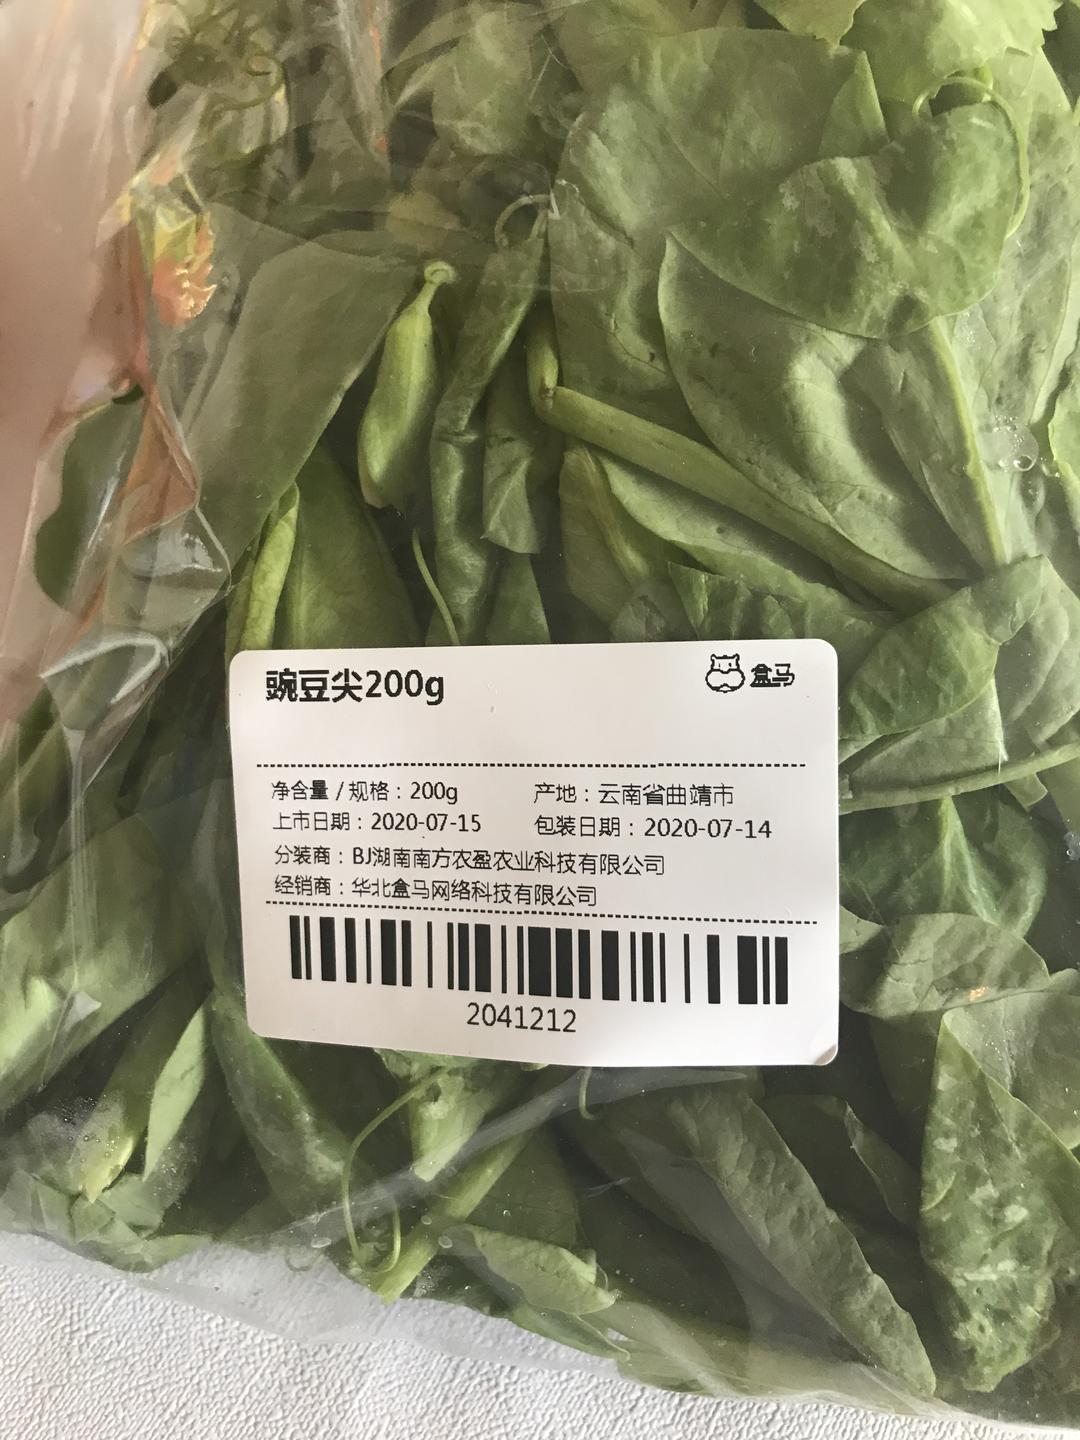 豌豆尖200g
盒马
净含量/规格：200g 产地：云南省曲靖市
上市日期：2020-07-15 包装日期：2020-07-14
分装商：BJ湖南南方农盈农业科技有限公司
经销商：华北盒马网络科技有限公司
2041212